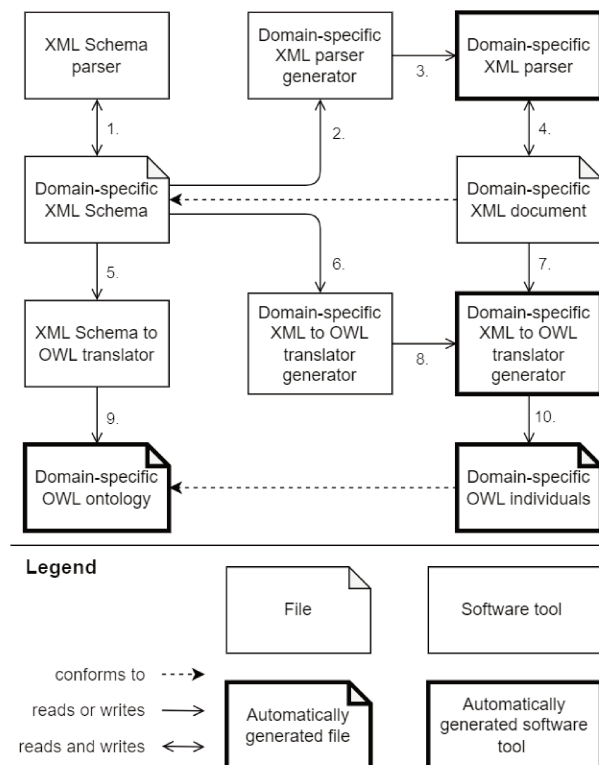 XML Schema
parser
Domain-specific
XML parser
generator
3.
Domain-specific
XML parser
1.
2.
4.
Domain-specific
XML Schema
Domain-specific
XML document
5.
6.
7.
XML Schema to
OWL translator
Domain-specific
XML to OWL
translator
generator
8.
Domain-specific
XML to OWL
translator
generator
9.
10.
Domain-specific
OWL ontology
Domain-specific
OWL individuals
Legend
File
Software tool
conforms to
reads or writes
reads and writes
Automatically
generated file
Automatically
generated software
tool